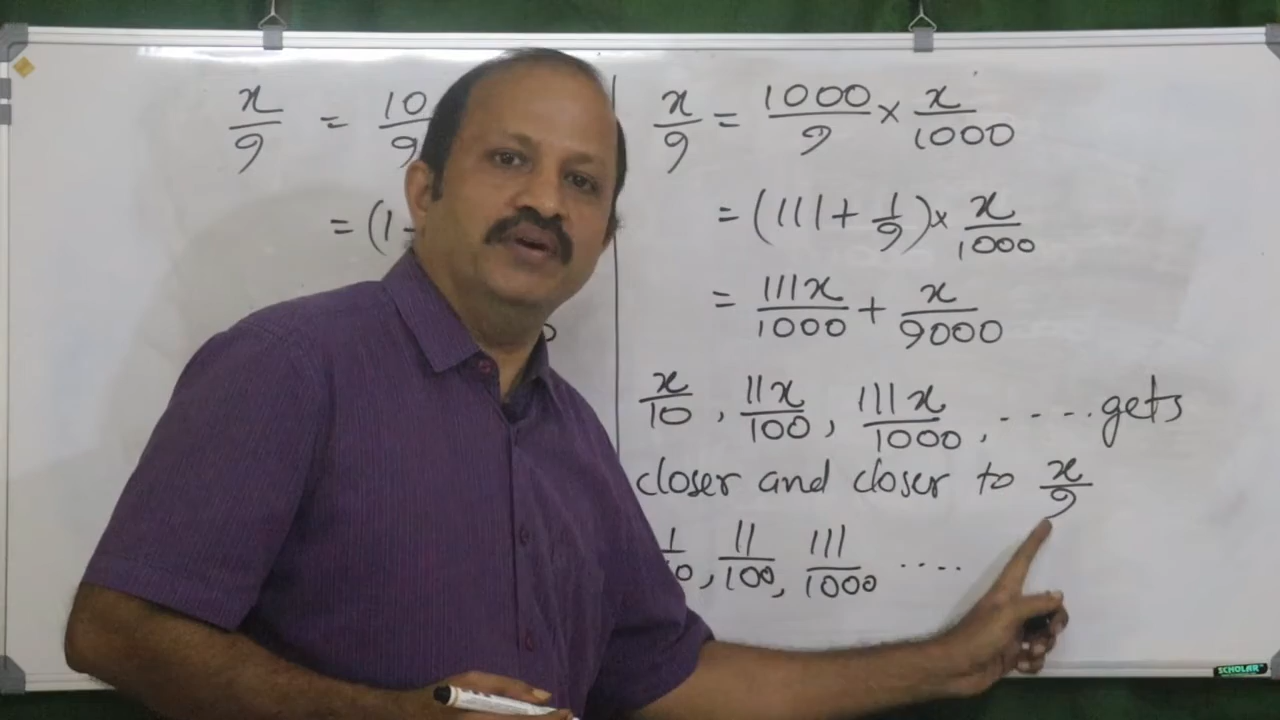 x/9 = 10/9
= (1
x/9 = 1000/9 × x/1000
= (111 + 1/9) × x/1000
= 111x/1000 + x/9000
x/10, 11x/100, 111x/1000, ..... gets
closer and closer to x/9
11/100, 111/1000 ....
SCHOLAR